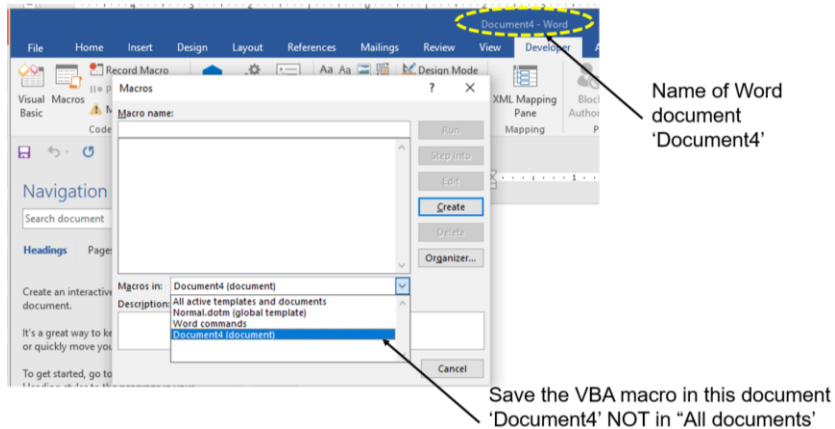 Document4 - Word
File Home Insert Design Layout References Mailings Review View Developer A
Record Macro Aa Aa Design Mode
Visual Basic Macros
XML Mapping Pane
Code
Mapping
Macros ? ×
Macro name:
Run
Step Into
Edit
Create
Delete
Organizer...
Macros in: Document4 (document)
All active templates and documents
Normal.dotm (global template)
Word commands
Document4 (document)
Description:
Cancel
Navigation
Search document
Headings
Create an interactive
document.
It's a great way to
or quickly move
To get started, go to
Name of Word
document
‘Document4’
Save the VBA macro in this document
‘Document4’ NOT in “All documents’